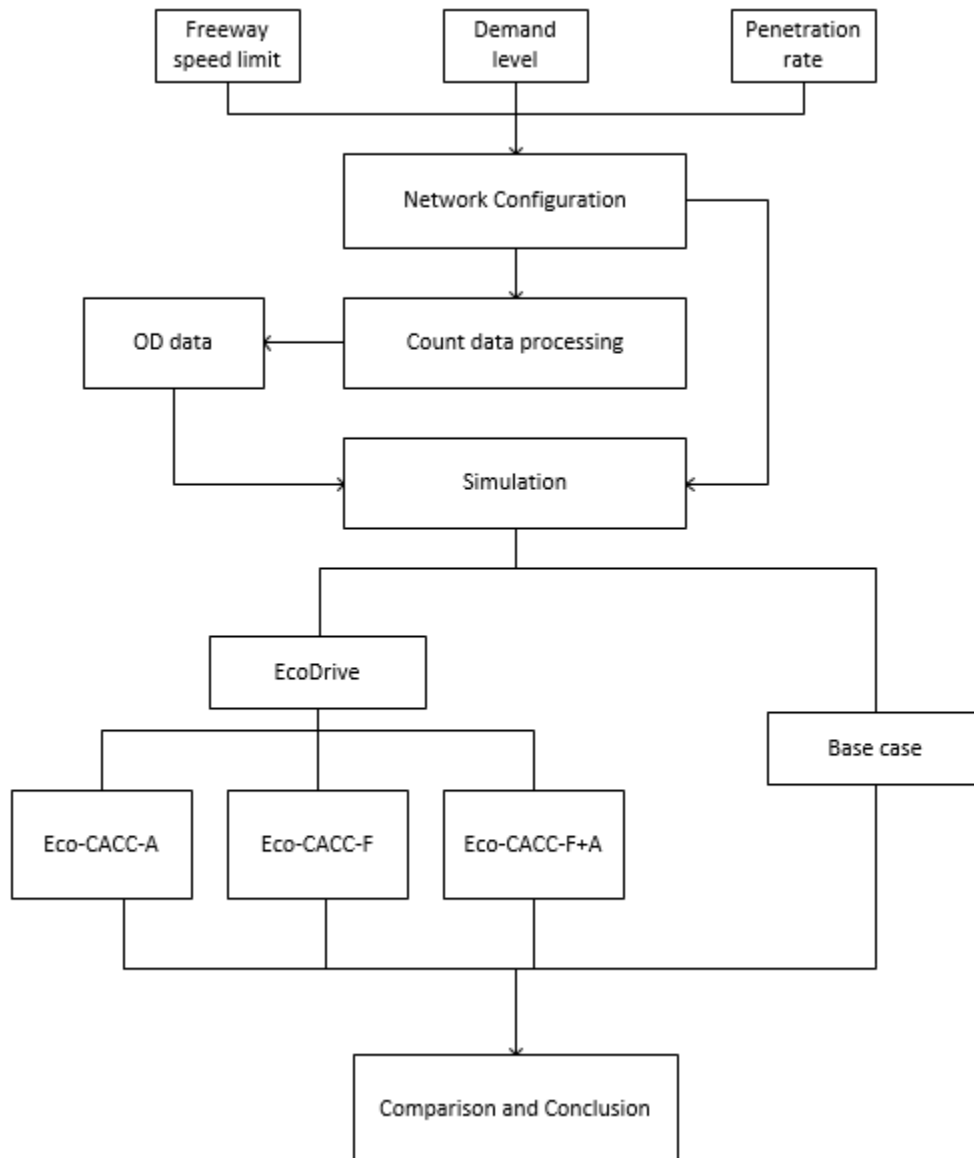 Freeway
speed limit
Demand
level
Penetration
rate
Network Configuration
OD data
Count data processing
Simulation
EcoDrive
Base case
Eco-CACC-A
Eco-CACC-F
Eco-CACC-F+A
Comparison and Conclusion